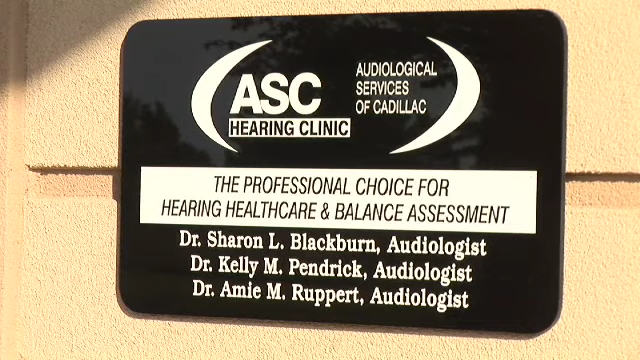 ASC
HEARING CLINIC
AUDIOLOGICAL
SERVICES
OF CADILLAC
THE PROFESSIONAL CHOICE FOR
HEARING HEALTHCARE & BALANCE ASSESSMENT
Dr. Sharon L. Blackburn, Audiologist
Dr. Kelly M. Pendrick, Audiologist
Dr. Amie M. Ruppert, Audiologist